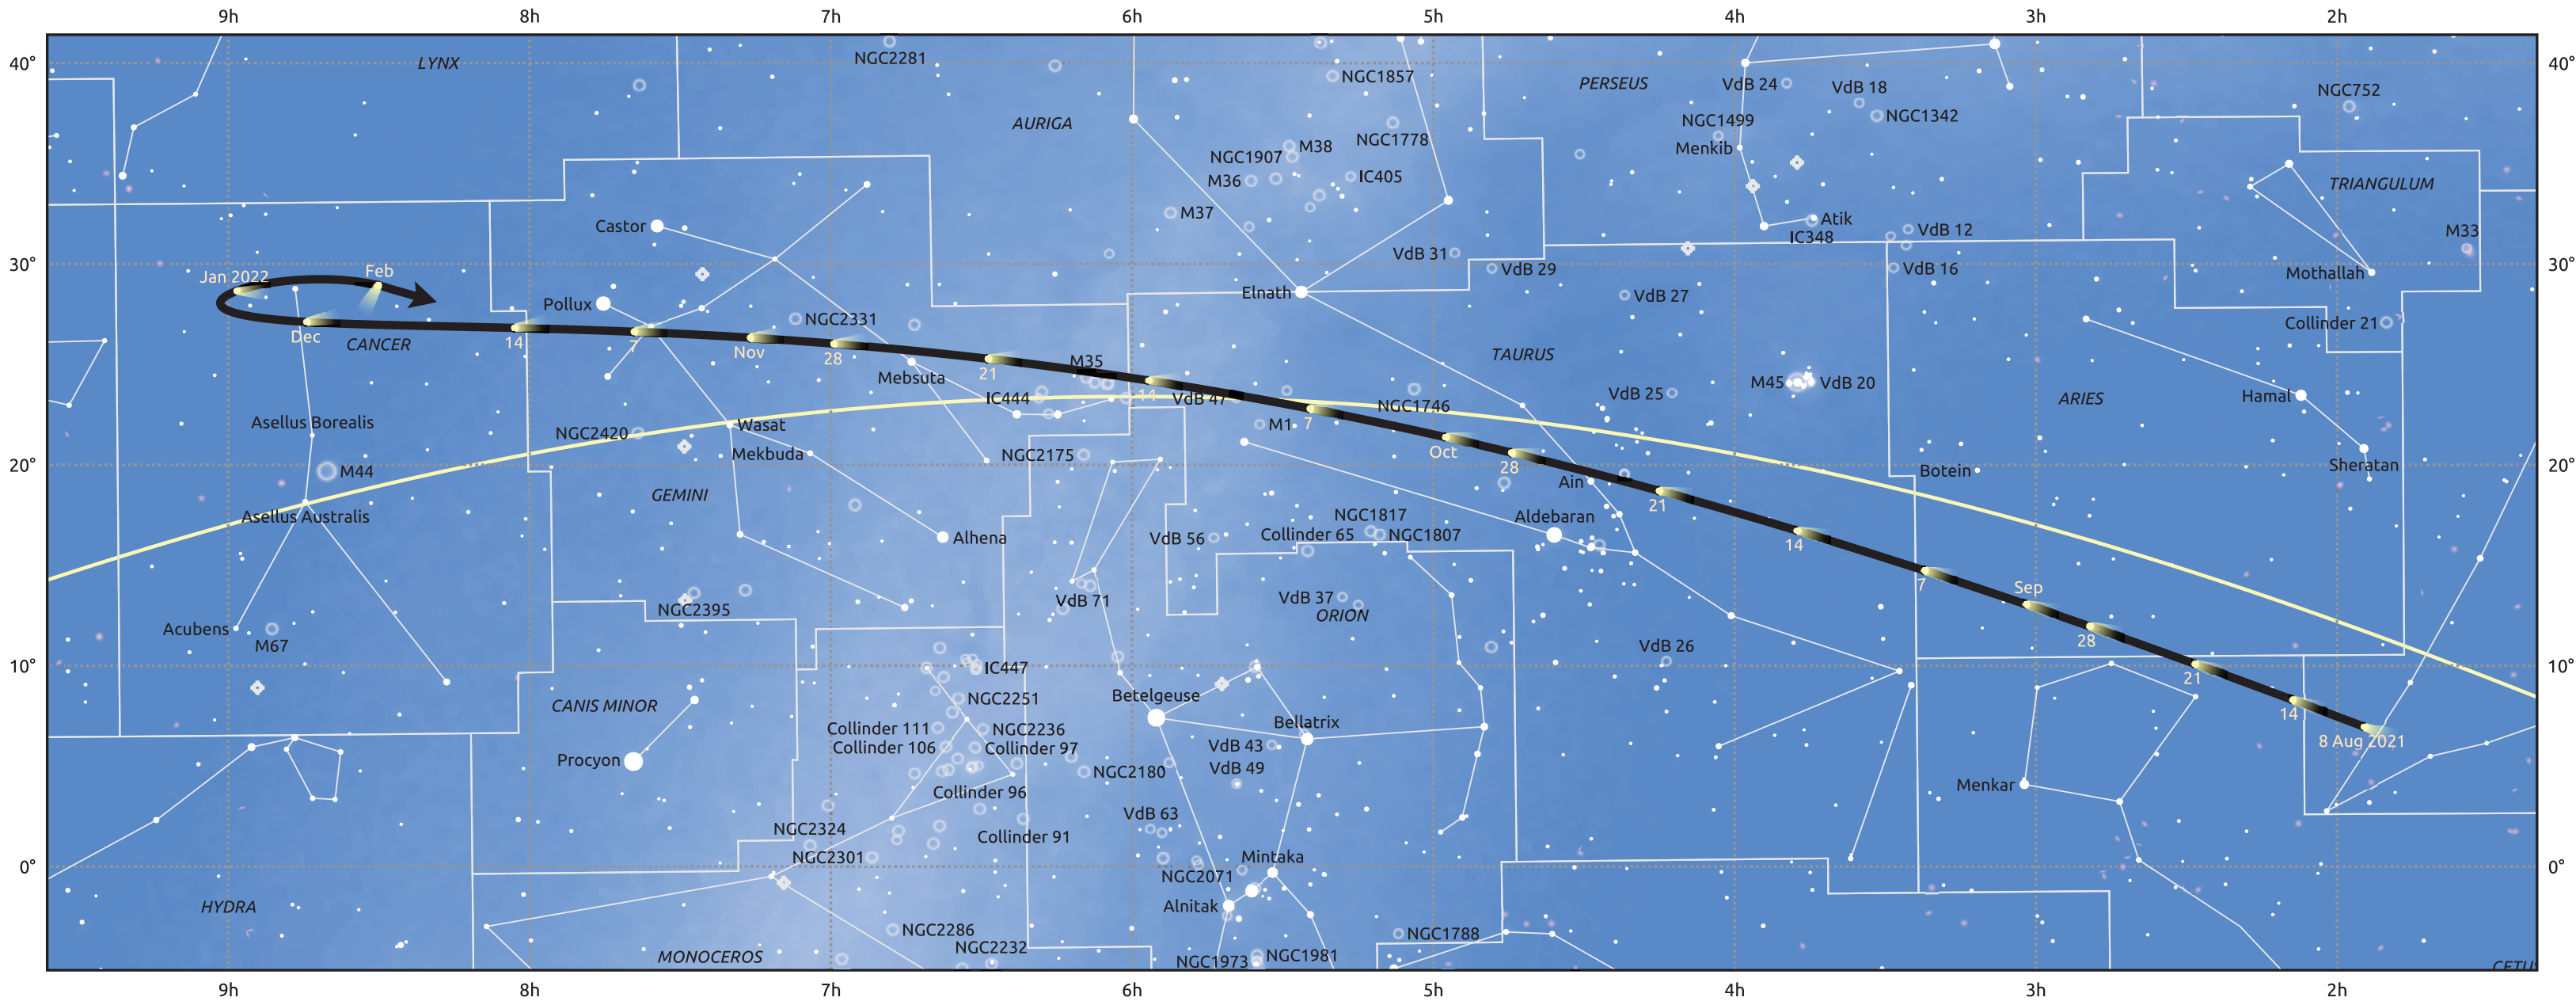 9h 8h 7h 6h 5h 4h 3h 2h
40° LYNX NGC2281 NGC1857 PERSEUS VdB 24 VdB 18 NGC752 40°
AURIGA NGC1778 NGC1499 NGC1342
NGC1907 M38 Menkib
M36 IC405 TRIANGULUM
Castor M37 Atik VdB 12 M33
IC348
30° Jan 2022 Feb VdB 31 VdB 29 VdB 16 Mothallah 30°
Pollux Elnath VdB 27
NGC2331 Collinder 21
Dec 14 7 Nov 28
CANCER M35 TAURUS
Mebsuta 21 M45 VdB 20
IC444 14 VdB 47 NGC1746 VdB 25 ARIES Hamal
Asellus Borealis NGC2420 Wasat M1 7
Mekbuda NGC2175 Oct
20° M44 28 Botein Sheratan 20°
GEMINI Ain 21
Asellus Australis NGC1817 Aldebaran
Alhena VdB 56 Collinder 65 NGC1807 14
7 Sep
NGC2395 VdB 71 VdB 37
ORION
Acubens 28
M67 VdB 26
10° IC447 21 10°
CANIS MINOR NGC2251 Betelgeuse 14
Collinder 111 NGC2236 Bellatrix
Collinder 106 Collinder 97 VdB 43 8 Aug 2021
Procyon NGC2180 VdB 49
Collinder 96 Menkar
NGC2324 Collinder 91 VdB 63
0° NGC2301 Mintaka 0°
NGC2071
HYDRA Alnitak
NGC2286 NGC1788
MONOCEROS NGC2232 NGC1973 NGC1981 CETUS
9h 8h 7h 6h 5h 4h 3h 2h